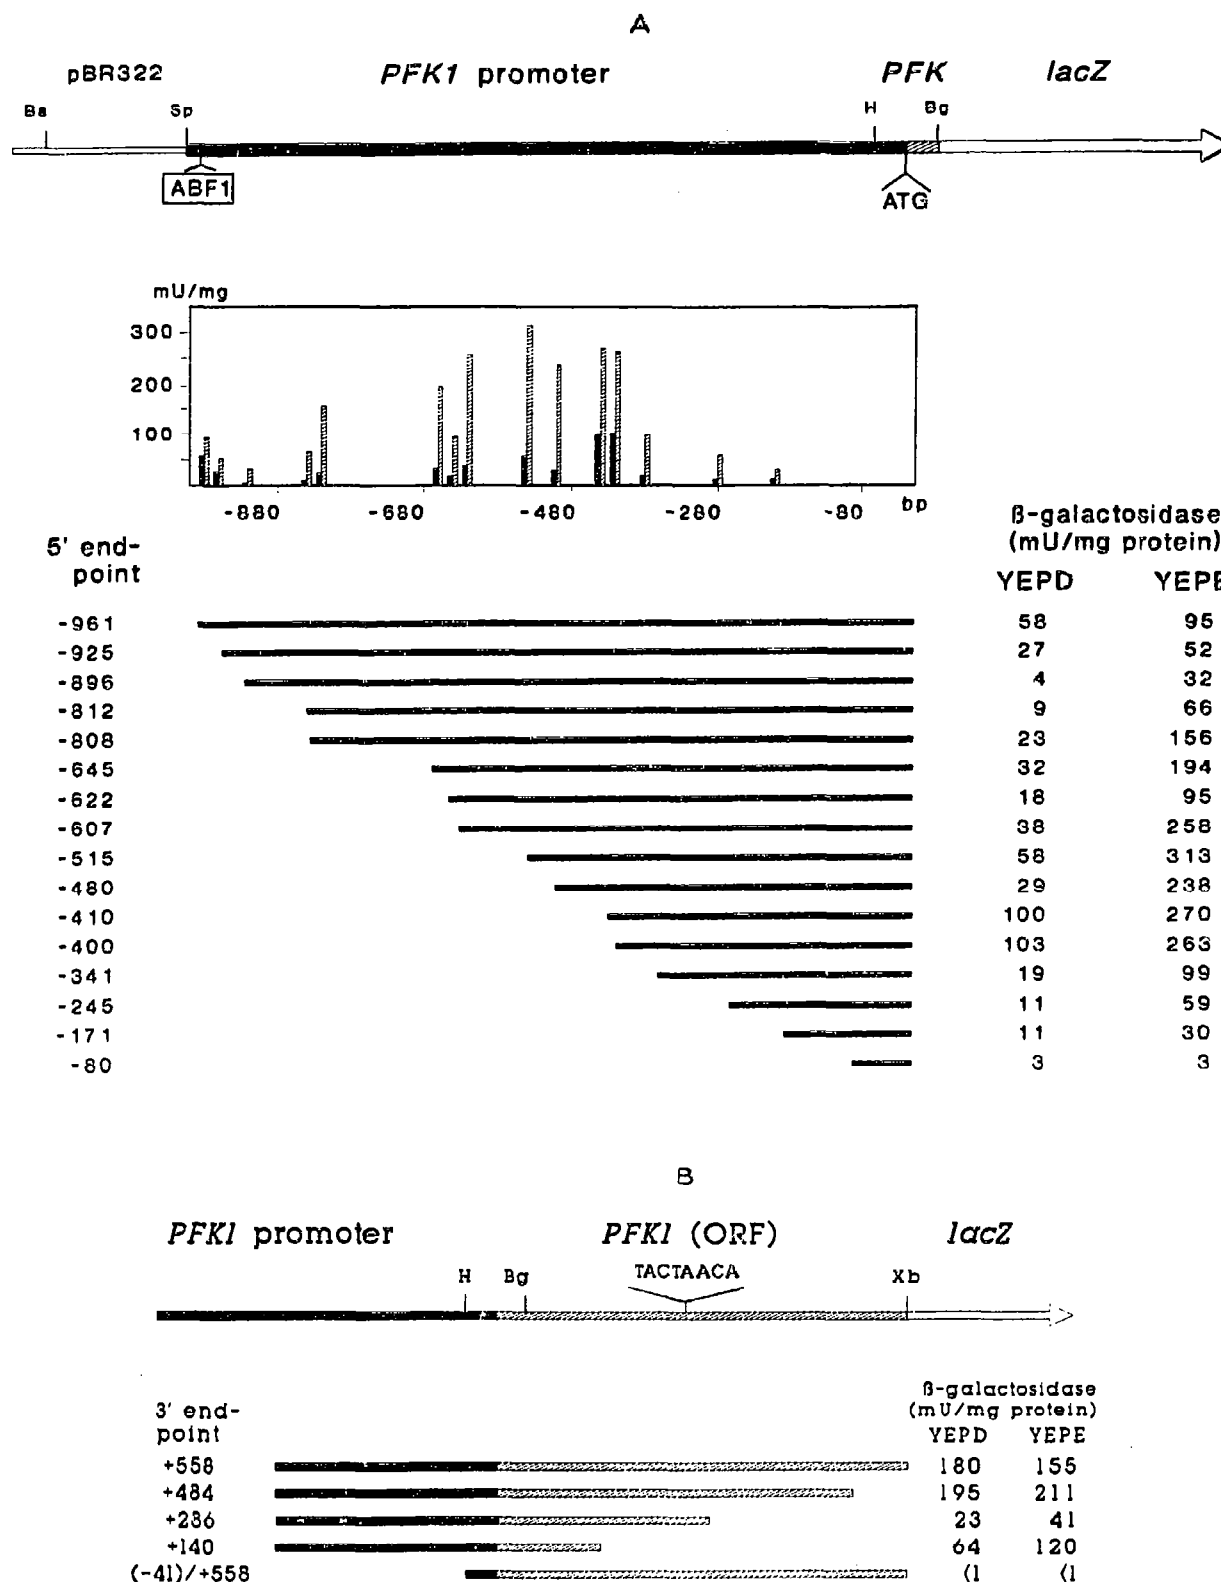 A
pBR322 PFK1 promoter PFK lacZ
Ba Sp H Bg
ABF1
ATG
mU/mg
300
200
100
-880 -680 -480 -280 -80 bp
ß-galactosidase
(mU/mg protein)
5' end-
point
YEPD YEPE
-961 58 95
-925 27 52
-896 4 32
-812 9 66
-808 23 156
-645 32 194
-622 18 95
-607 38 258
-515 58 313
-480 29 238
-410 100 270
-400 103 263
-341 19 99
-245 11 59
-171 11 30
-80 3 3
B
PFK1 promoter PFK1 (ORF) lacZ
H Bg TACTAACA Xb
ß-galactosidase
(mU/mg protein)
3' end-
point
YEPD YEPE
+558 180 155
+484 195 211
+286 23 41
+140 64 120
(-41)/+558 ⟨1 ⟨1